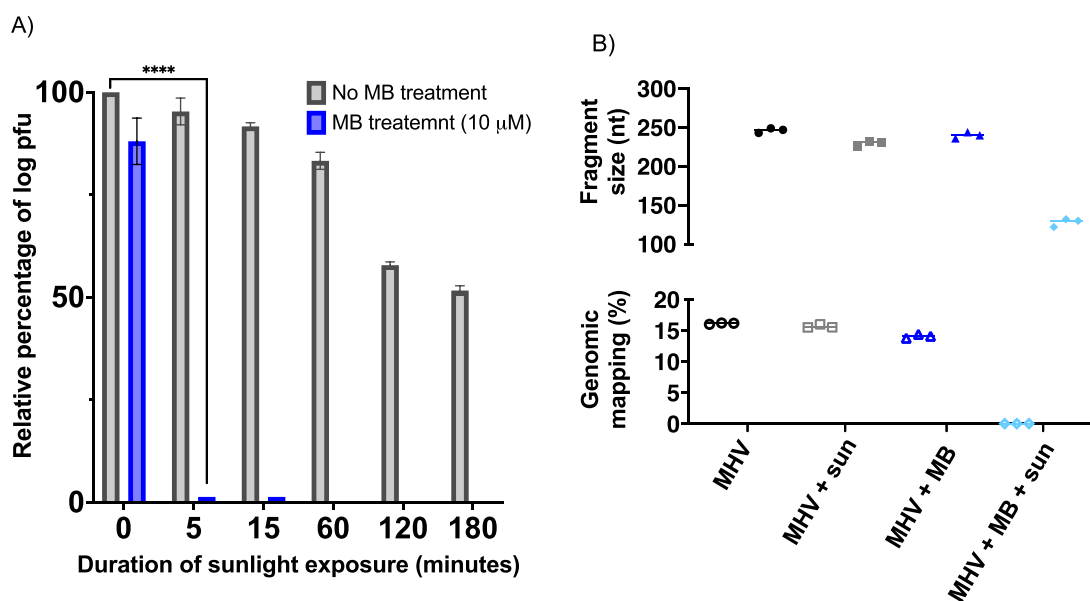 A)
****
100
50
0
Relative percentage of log pfu
No MB treatment
MB treatemnt (10 μM)
0 5 15 60 120 180
Duration of sunlight exposure (minutes)
B)
300
250
200
150
100
Fragment
size (nt)
20
15
10
5
0
Genomic
mapping (%)
MHV
MHV + sun
MHV + MB
MHV + MB + sun